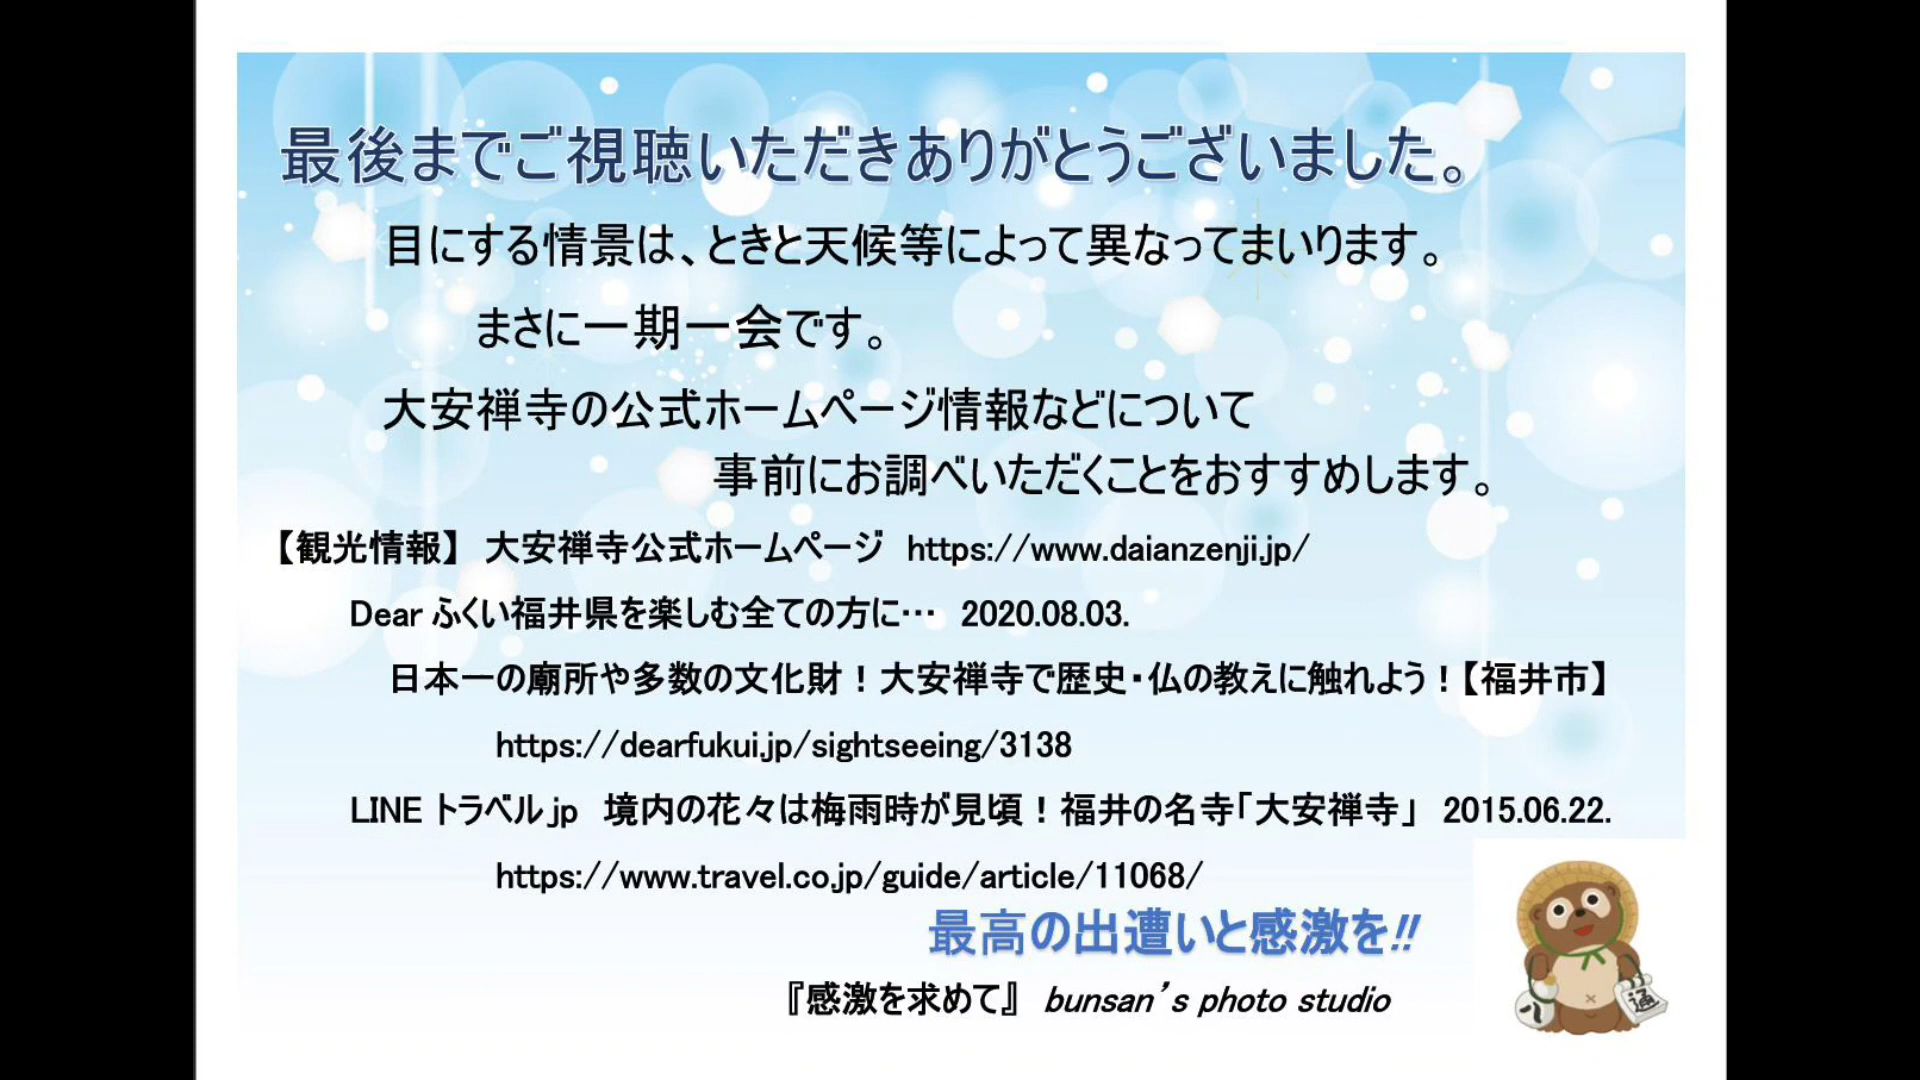 最後までご視聴いただきありがとうございました。
目にする情景は、ときと天候等によって異なってまいります。
まさに一期一会です。
大安禅寺の公式ホームページ情報などについて
事前にお調べいただくことをおすすめします。
【観光情報】 大安禅寺公式ホームページ https://www.daianzenji.jp/
Dear ふくい福井県を楽しむ全ての方に… 2020.08.03.
日本一の廟所や多数の文化財！大安禅寺で歴史・仏の教えに触れよう！【福井市】
https://dearfukui.jp/sightseeing/3138
LINE トラベル jp 境内の花々は梅雨時が見頃！福井の名寺「大安禅寺」 2015.06.22.
https://www.travel.co.jp/guide/article/11068/
最高の出遭いと感激を!!
『感激を求めて』 bunsan’s photo studio
八
通